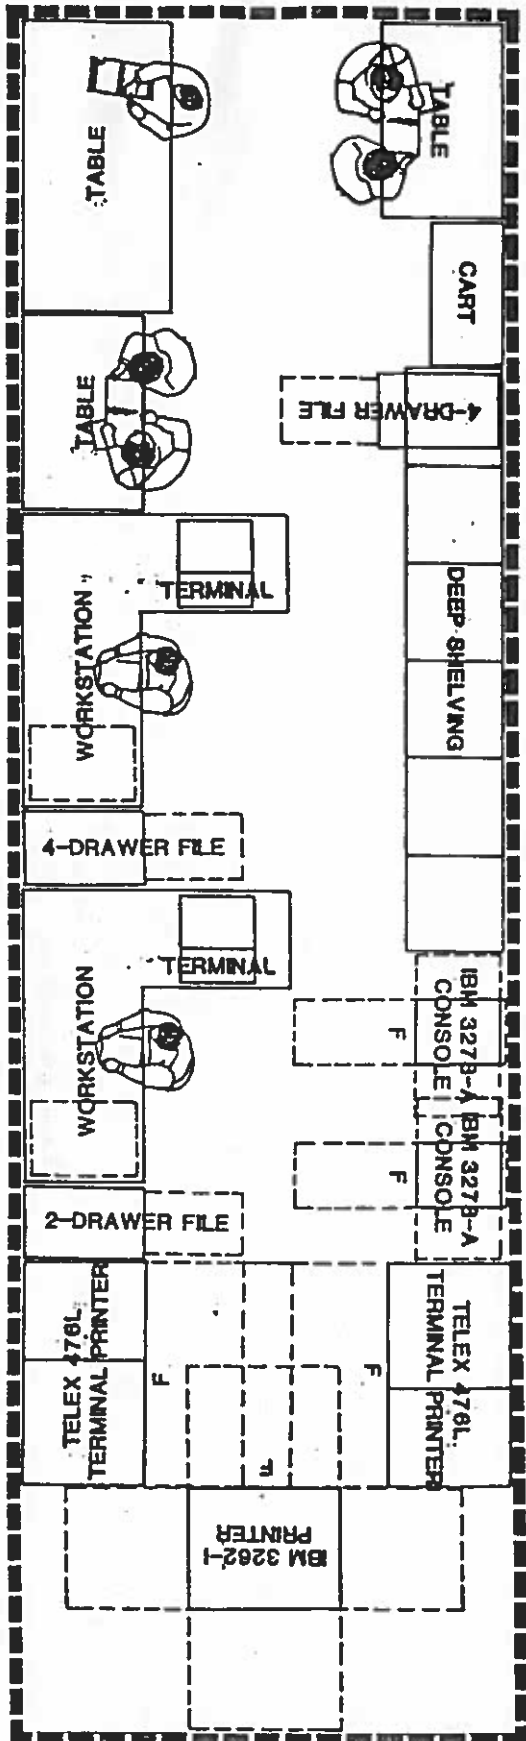 TABLE
TABLE
CART
4-DRAWER FILE
TABLE
TERMINAL
WORKSTATION
DEEP SHELVING
4-DRAWER FILE
TERMINAL
WORKSTATION
IBM 3278-A
CONSOLE
F
IBM 3278-A
CONSOLE
F
2-DRAWER FILE
TELEX 476L
TERMINAL PRINTER
F
F
TELEX 476L
TERMINAL PRINTER
F
IBM 3262-1
PRINTER